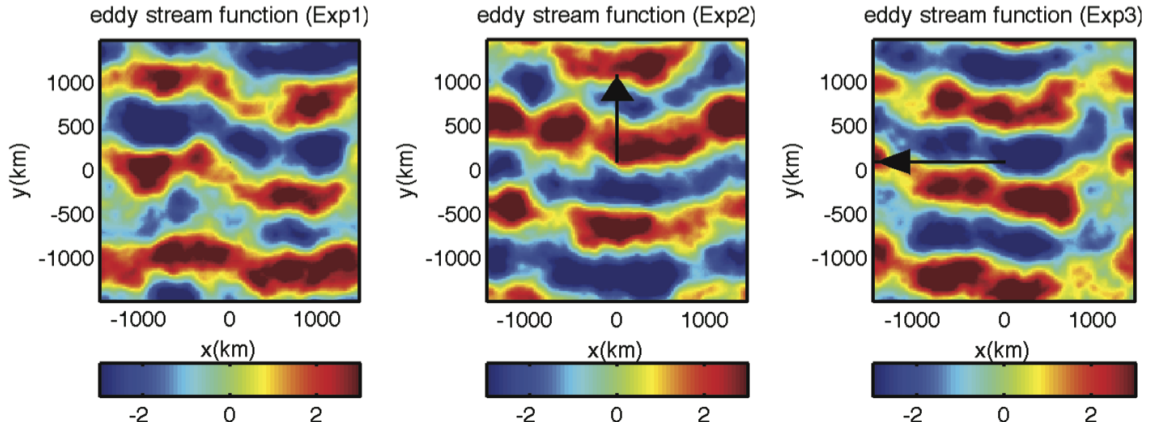 eddy stream function (Exp1) eddy stream function (Exp2) eddy stream function (Exp3)
1000 1000 1000
500 500 500
0 0 0
-500 -500 -500
-1000 -1000 -1000
y(km) y(km) y(km)
-1000 0 1000 -1000 0 1000 -1000 0 1000
x(km) x(km) x(km)
-2 0 2 -2 0 2 -2 0 2